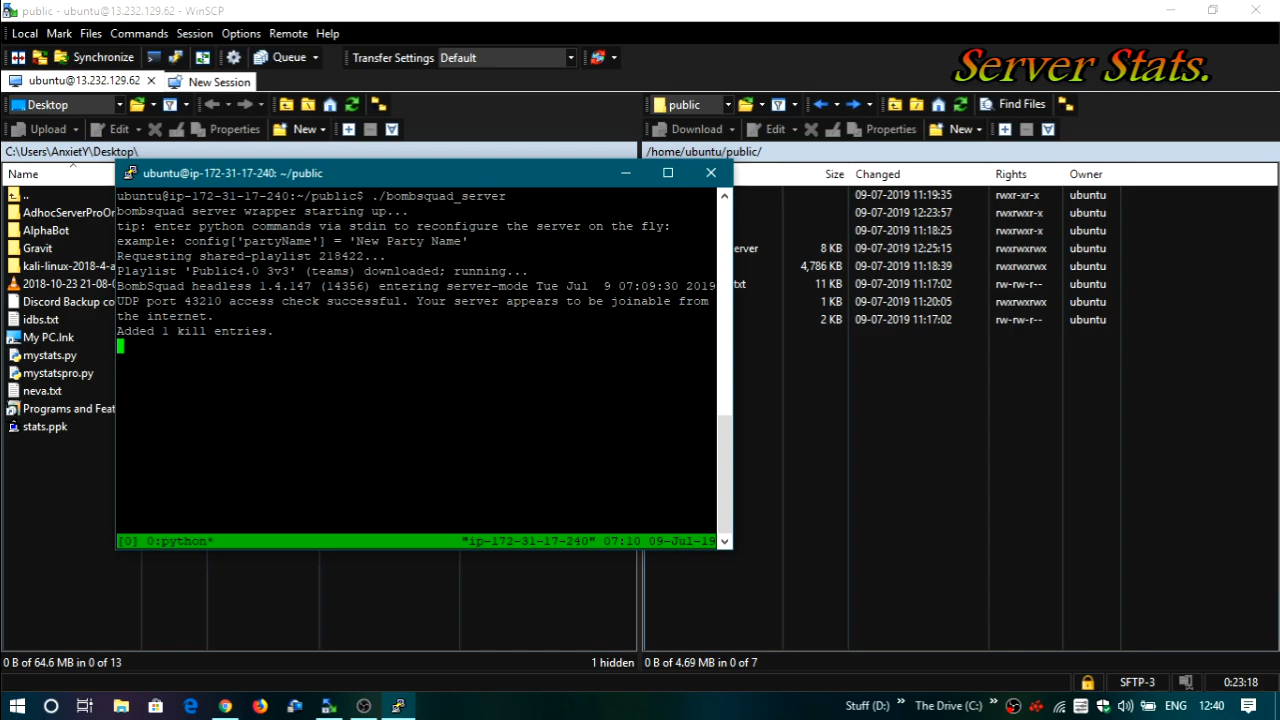 public - ubuntu@13.232.129.62 - WinSCP
Local Mark Files Commands Session Options Remote Help
Synchronize Queue Transfer Settings Default
Server Stats.
ubuntu@13.232.129.62 New Session
Desktop
public Find Files
Upload Edit Properties New
Download Edit Properties New
C:\Users\AnxietY\Desktop\
/home/ubuntu/public/
Name
Size Changed Rights Owner
..
AdhocServerProOr
AlphaBot
Gravit
kali-linux-2018-4-a
2018-10-23 21-08-0
Discord Backup co
idbs.txt
My PC.lnk
mystats.py
mystatspro.py
neva.txt
Programs and Feat
stats.ppk
ubuntu@ip-172-31-17-240: ~/public
ubuntu@ip-172-31-17-240:~/public$ ./bombsquad_server
bombsquad server wrapper starting up...
tip: enter python commands via stdin to reconfigure the server on the fly:
example: config['partyName'] = 'New Party Name'
Requesting shared-playlist 218422...
Playlist 'Public4.0 3v3' (teams) downloaded; running...
BombSquad headless 1.4.147 (14356) entering server-mode Tue Jul  9 07:09:30 2019
UDP port 43210 access check successful. Your server appears to be joinable from
the internet.
Added 1 kill entries.
[0] 0:python* "ip-172-31-17-240" 07:10 09-Jul-19
09-07-2019 11:19:35 rwxr-xr-x ubuntu
09-07-2019 12:23:57 rwxrwxr-x ubuntu
09-07-2019 11:18:25 rwxrwxr-x ubuntu
erver 8 KB 09-07-2019 12:25:15 rwxrwxrwx ubuntu
4,786 KB 09-07-2019 11:18:39 rwxrwxrwx ubuntu
txt 11 KB 09-07-2019 11:17:02 rw-rw-r-- ubuntu
1 KB 09-07-2019 11:20:05 rwxrwxrwx ubuntu
2 KB 09-07-2019 11:17:02 rw-rw-r-- ubuntu
0 B of 64.6 MB in 0 of 13 1 hidden
0 B of 4.69 MB in 0 of 7
SFTP-3 0:23:18
Stuff (D:) » The Drive (C:) » ENG 12:40